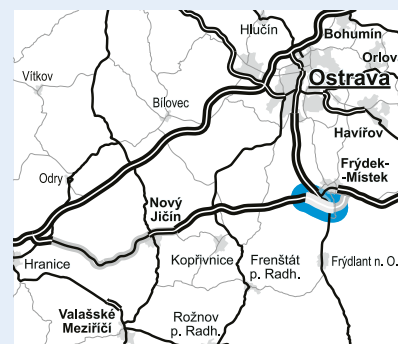 Hlučín
Bohumín
Orlov
Vítkov
Ostrava
Bílovec
Havířov
Frýdek-
-Místek
Odry
Nový
Jičín
Hranice
Kopřivnice
Frenštát
p. Radh.
Frýdlant n. O.
Valašské
Meziříčí
Rožnov
p. Radh.